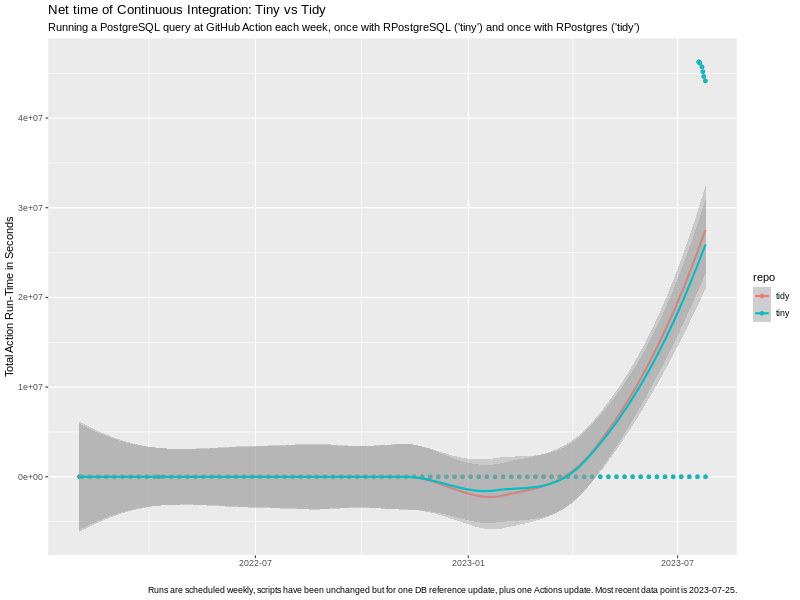 Net time of Continuous Integration: Tiny vs Tidy
Running a PostgreSQL query at GitHub Action each week, once with RPostgreSQL ('tiny') and once with RPostgres ('tidy')
Total Action Run-Time in Seconds
4e+07
3e+07
2e+07
1e+07
0e+00
2022-07
2023-01
2023-07
repo
tidy
tiny
Runs are scheduled weekly, scripts have been unchanged but for one DB reference update, plus one Actions update. Most recent data point is 2023-07-25.